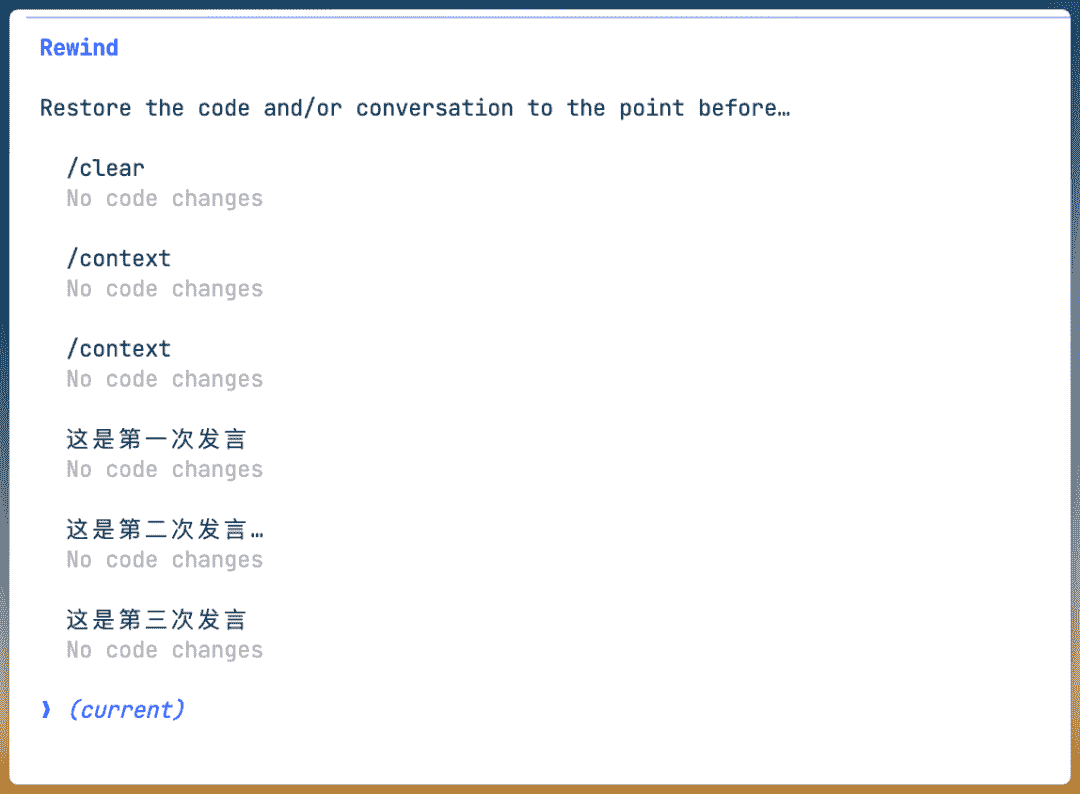 Rewind
Restore the code and/or conversation to the point before…
/clear
No code changes
/context
No code changes
/context
No code changes
这是第一次发言
No code changes
这是第二次发言…
No code changes
这是第三次发言
No code changes
❯ (current)